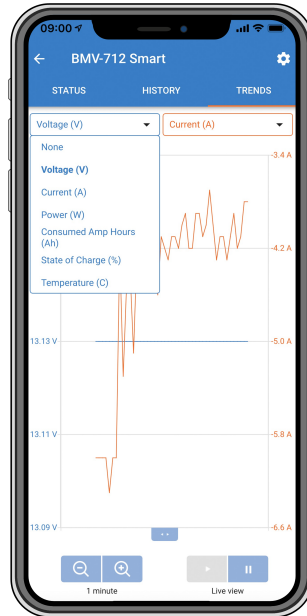 09:00
BMV-712 Smart
STATUS HISTORY TRENDS
Voltage (V) Current (A)
None
Voltage (V)
Current (A)
Power (W)
Consumed Amp Hours
(Ah)
State of Charge (%)
Temperature (C)
-3.4 A
-4.2 A
13.13 V -5.0 A
13.11 V -5.8 A
13.09 V -6.6 A
1 minute Live view